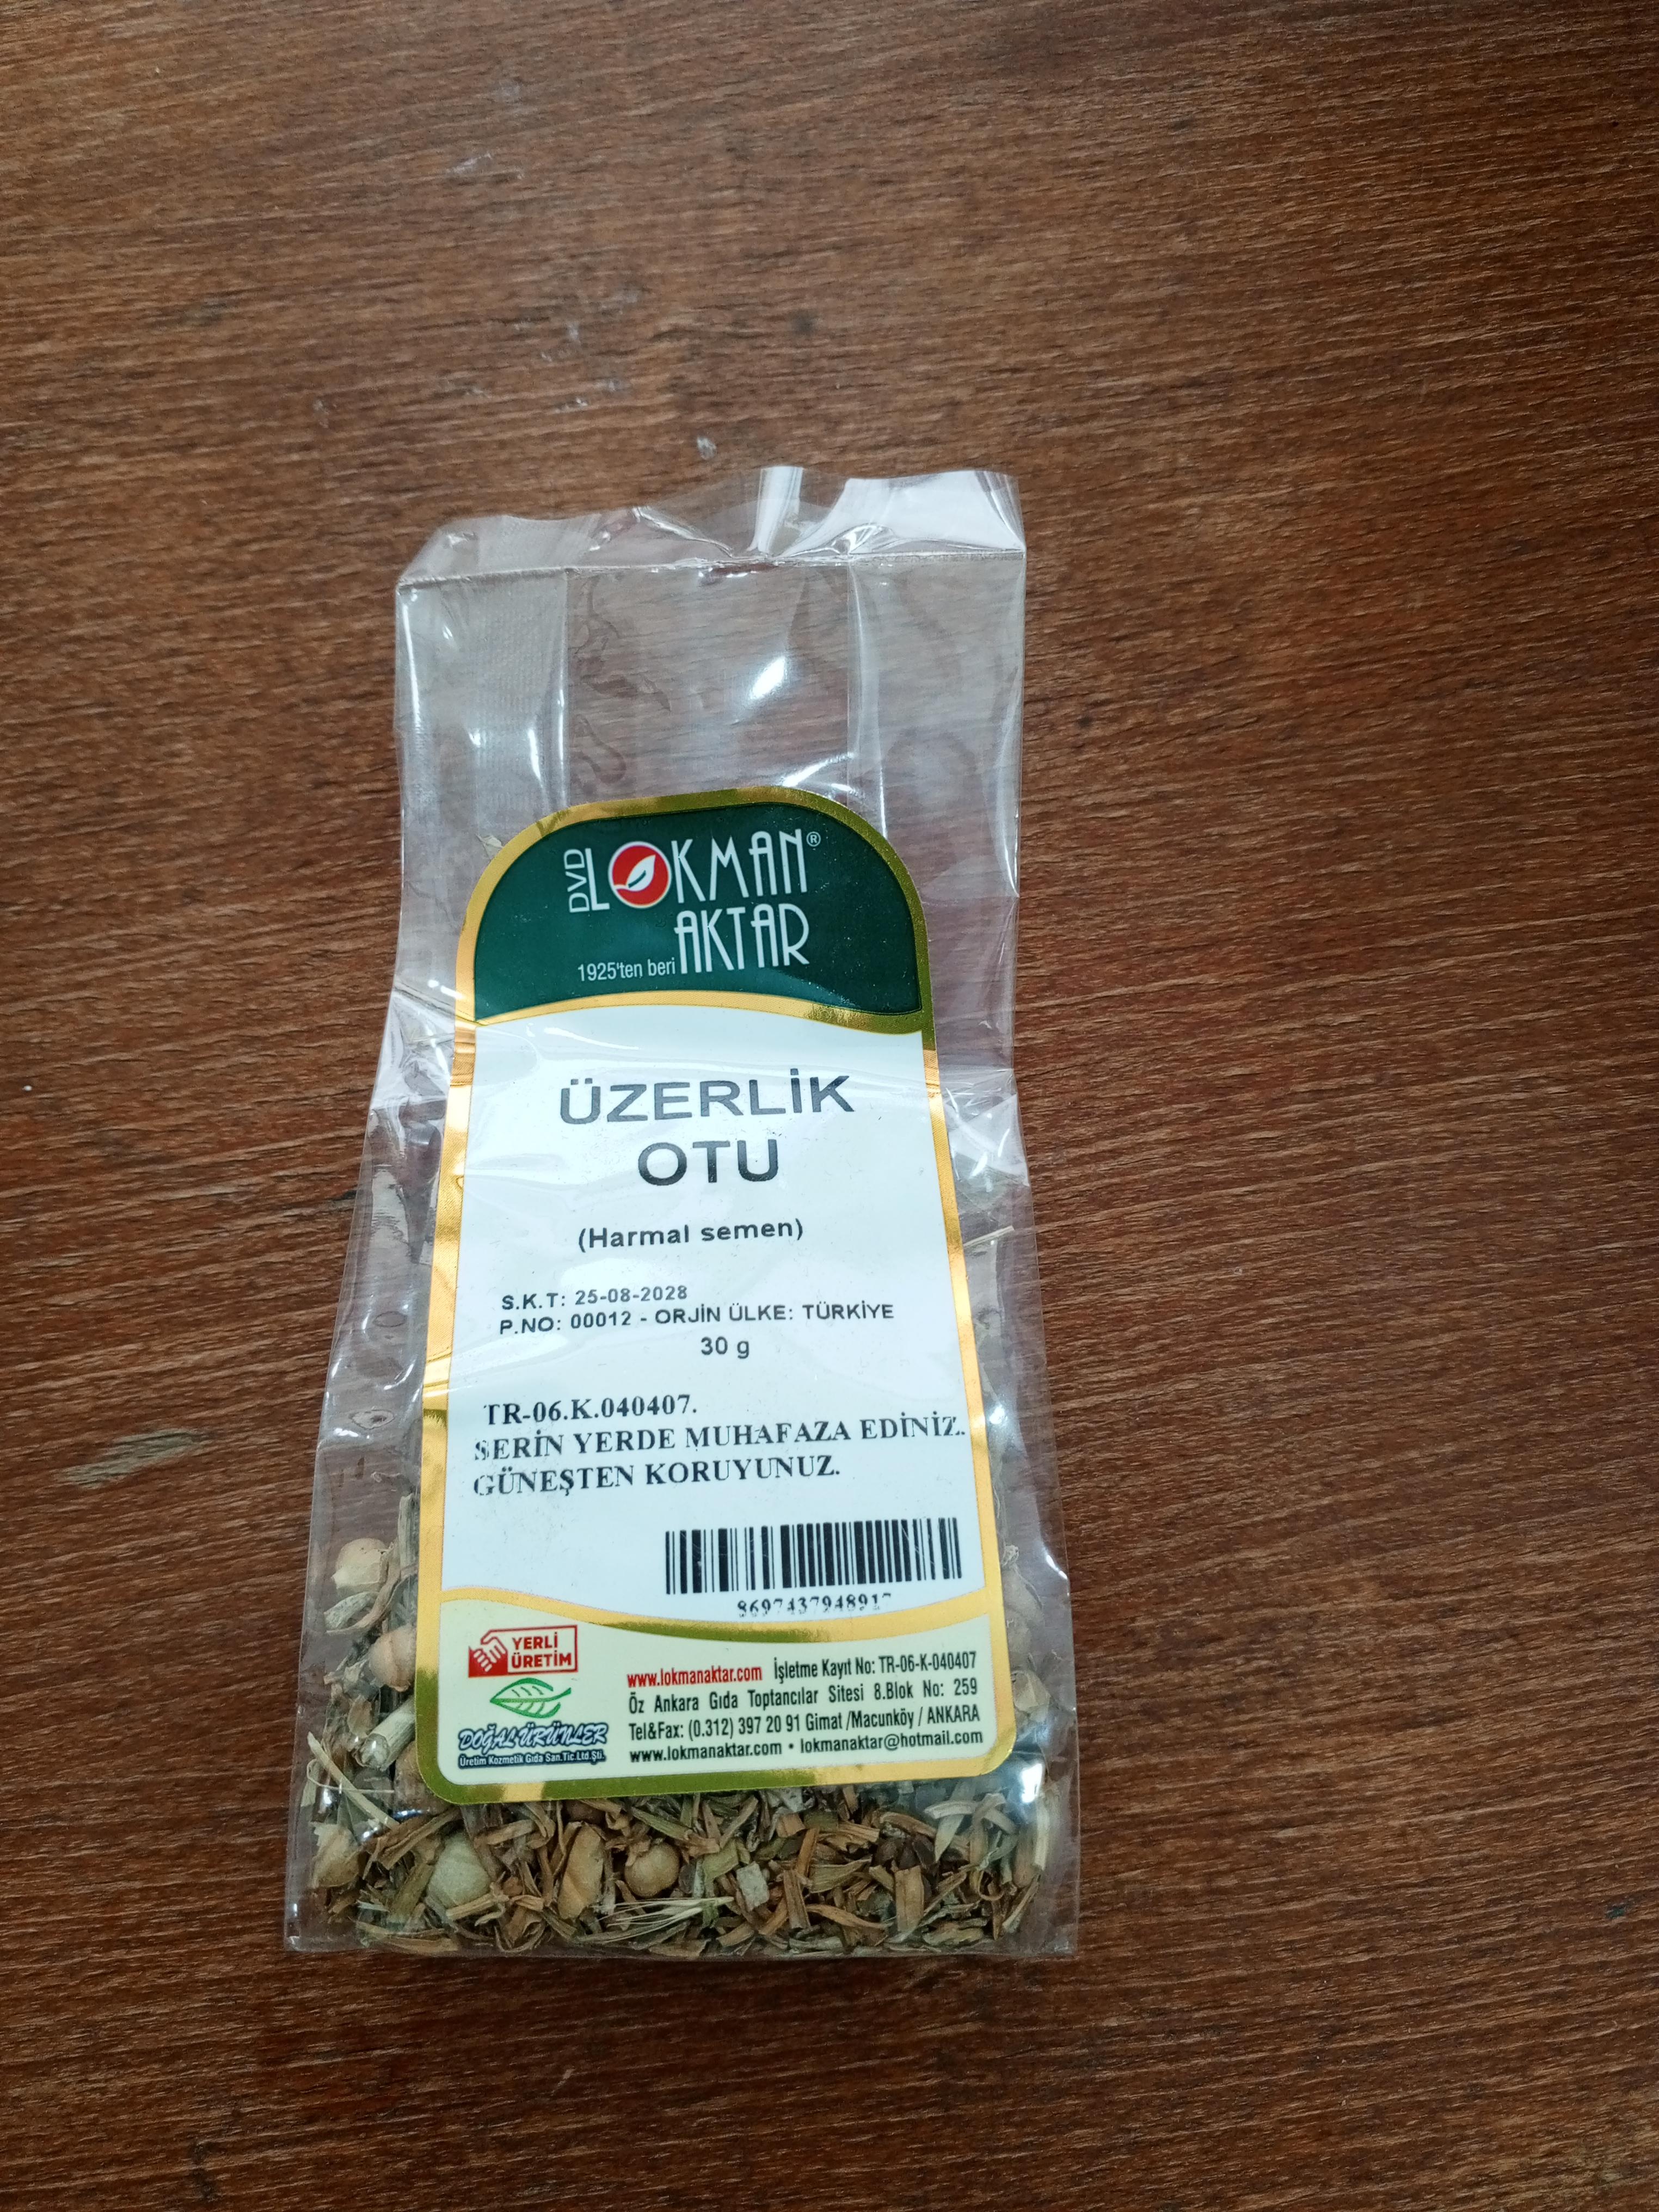 DVD LOKMAN®
AKTAR
1925'ten beri
ÜZERLİK
OTU
(Harmal semen)
S.K.T: 25-08-2028
P.NO: 00012 - ORJİN ÜLKE: TÜRKİYE
30 g
TR-06.K.040407.
SERİN YERDE MUHAFAZA EDİNİZ.
GÜNEŞTEN KORUYUNUZ.
YERLİ
ÜRETİM
DOĞAL ÜRÜNLER
Üretim Kozmetik Gıda San.Tic.Ltd.Şti.
www.lokmanaktar.com İşletme Kayıt No: TR-06-K-040407
Öz Ankara Gıda Toptancılar Sitesi 8.Blok No: 259
Tel&Fax: (0.312) 397 20 91 Gimat /Macunköy / ANKARA
www.lokmanaktar.com • lokmanaktar@hotmail.com